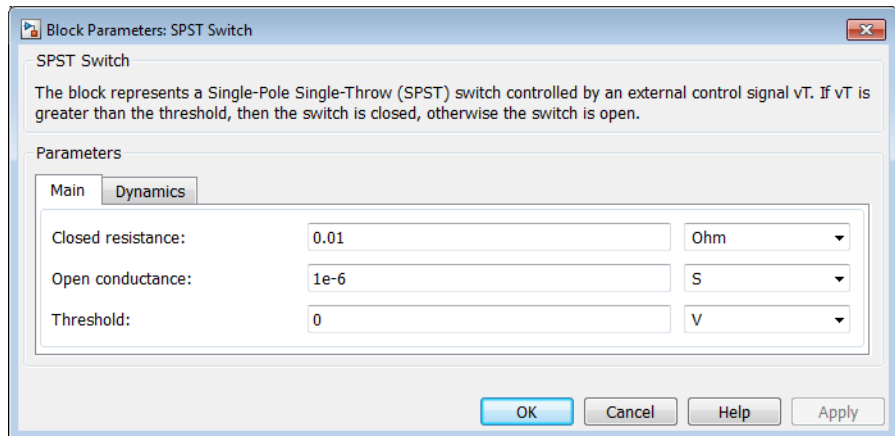 Block Parameters: SPST Switch
SPST Switch
The block represents a Single-Pole Single-Throw (SPST) switch controlled by an external control signal vT. If vT is
greater than the threshold, then the switch is closed, otherwise the switch is open.
Parameters
Main Dynamics
Closed resistance: 0.01 Ohm
Open conductance: 1e-6 S
Threshold: 0 V
OK Cancel Help Apply